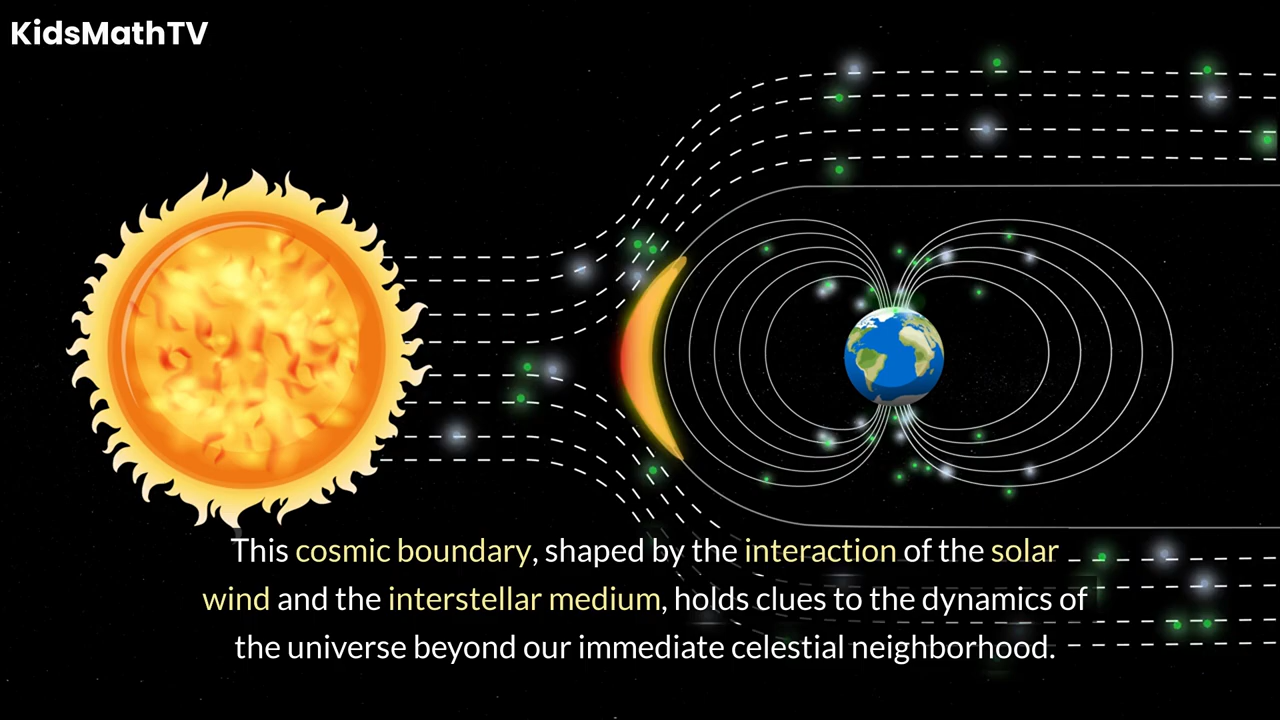 KidsMathTV
This cosmic boundary, shaped by the interaction of the solar
wind and the interstellar medium, holds clues to the dynamics of
the universe beyond our immediate celestial neighborhood.